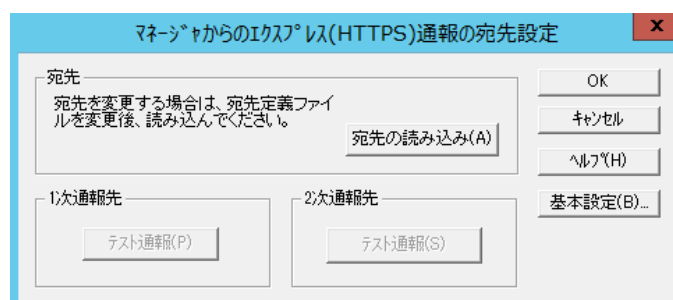 マネージャからのエクスプレス(HTTPS)通報の宛先設定
x
宛先
宛先を変更する場合は、宛先定義ファイ
ルを変更後、読み込んでください。
宛先の読み込み(A)
OK
キャンセル
ヘルプ(H)
基本設定(B)...
1次通報先
テスト通報(P)
2次通報先
テスト通報(S)